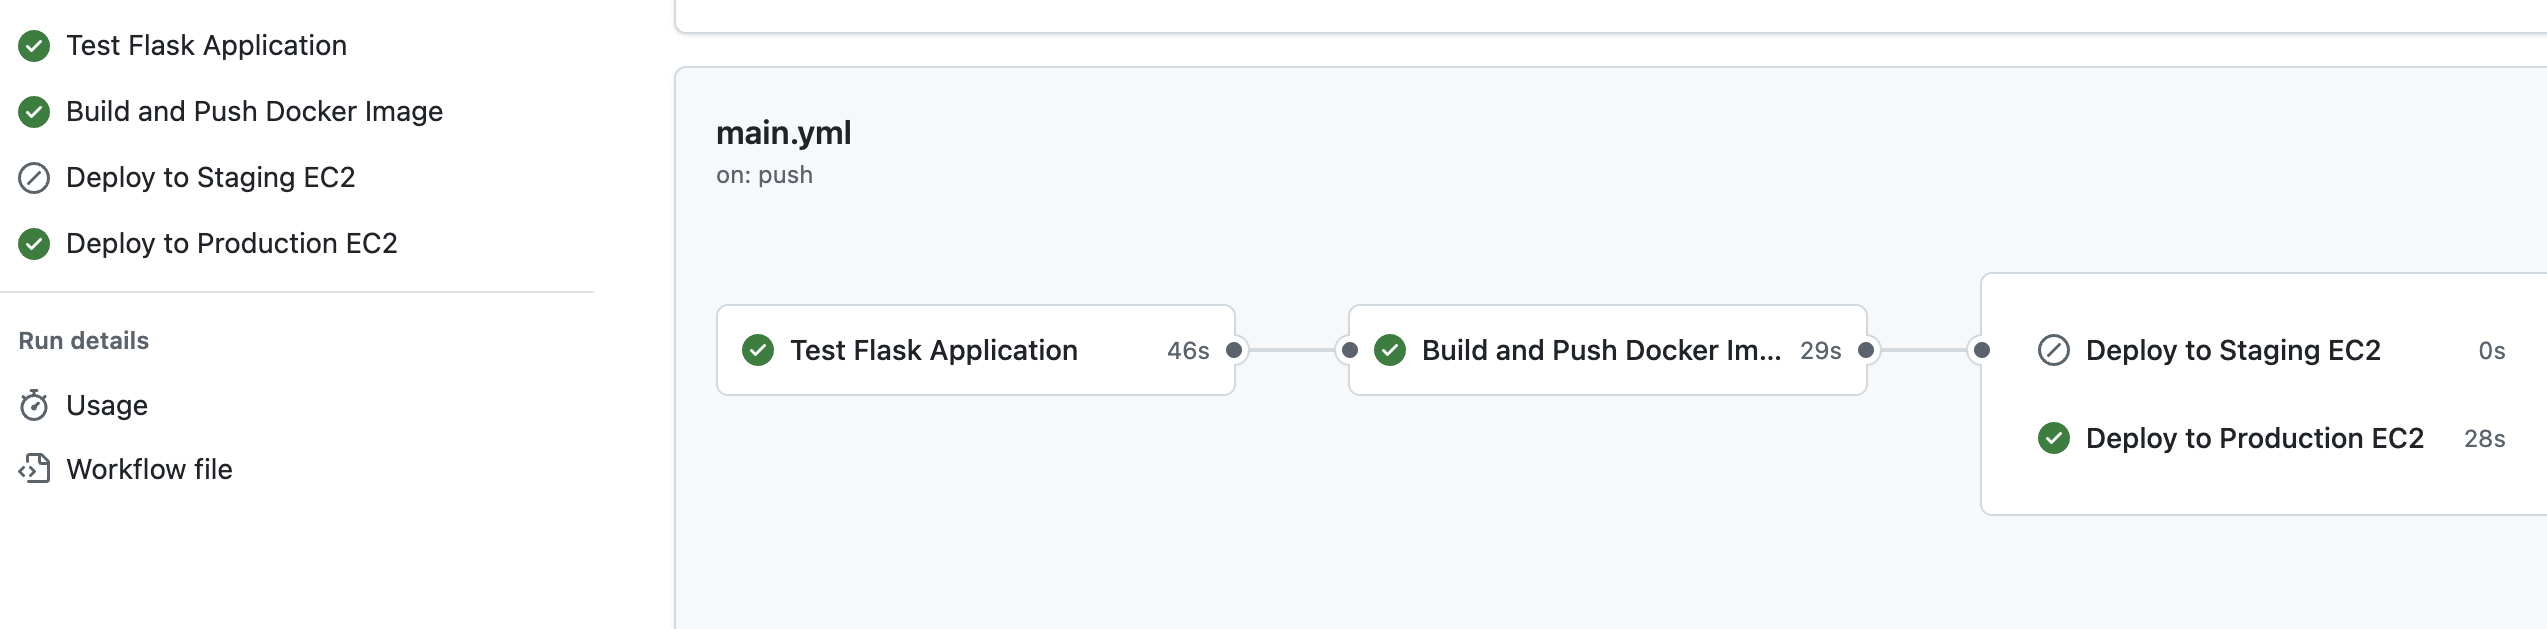 Test Flask Application
Build and Push Docker Image
Deploy to Staging EC2
Deploy to Production EC2
Run details
Usage
Workflow file
main.yml
on: push
Test Flask Application 46s
Build and Push Docker Im... 29s
Deploy to Staging EC2 0s
Deploy to Production EC2 28s